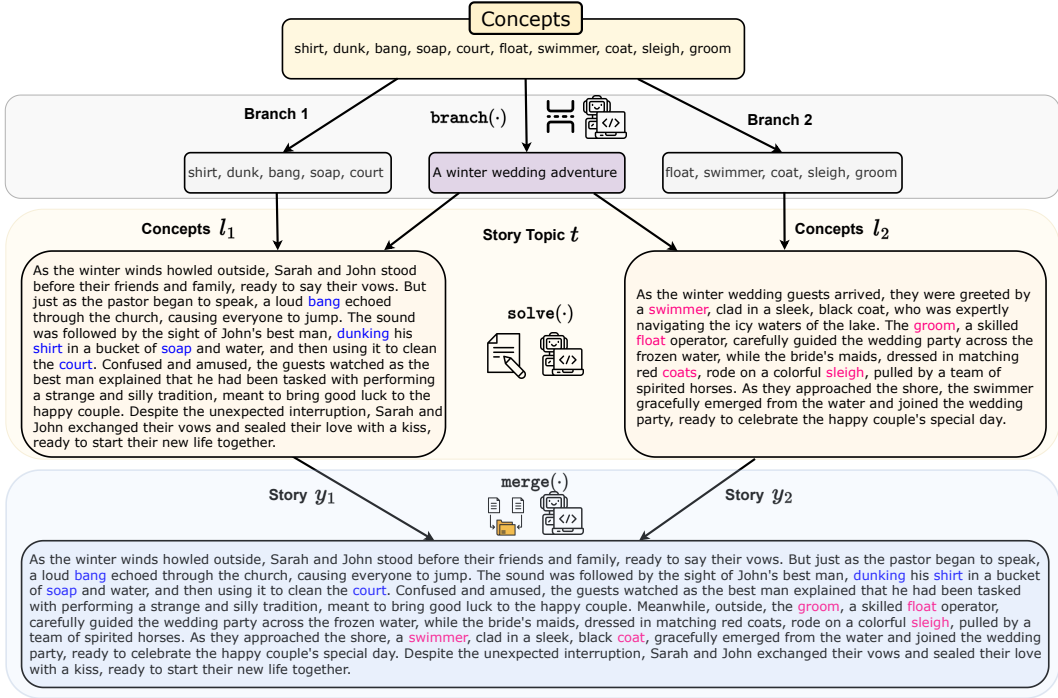 Concepts
shirt, dunk, bang, soap, court, float, swimmer, coat, sleigh, groom
Branch 1
branch(·)
</>
Branch 2
shirt, dunk, bang, soap, court
A winter wedding adventure
float, swimmer, coat, sleigh, groom
Concepts l1
Story Topic t
Concepts l2
As the winter winds howled outside, Sarah and John stood
before their friends and family, ready to say their vows. But
just as the pastor began to speak, a loud bang echoed
through the church, causing everyone to jump. The sound
was followed by the sight of John's best man, dunking his
shirt in a bucket of soap and water, and then using it to clean
the court. Confused and amused, the guests watched as the
best man explained that he had been tasked with performing
a strange and silly tradition, meant to bring good luck to the
happy couple. Despite the unexpected interruption, Sarah and
John exchanged their vows and sealed their love with a kiss,
ready to start their new life together.
solve(·)
</>
As the winter wedding guests arrived, they were greeted by
a swimmer, clad in a sleek, black coat, who was expertly
navigating the icy waters of the lake. The groom, a skilled
float operator, carefully guided the wedding party across the
frozen water, while the bride's maids, dressed in matching
red coats, rode on a colorful sleigh, pulled by a team of
spirited horses. As they approached the shore, the swimmer
gracefully emerged from the water and joined the wedding
party, ready to celebrate the happy couple's special day.
Story y1
merge(·)
</>
Story y2
As the winter winds howled outside, Sarah and John stood before their friends and family, ready to say their vows. But just as the pastor began to speak,
a loud bang echoed through the church, causing everyone to jump. The sound was followed by the sight of John's best man, dunking his shirt in a bucket
of soap and water, and then using it to clean the court. Confused and amused, the guests watched as the best man explained that he had been tasked
with performing a strange and silly tradition, meant to bring good luck to the happy couple. Meanwhile, outside, the groom, a skilled float operator,
carefully guided the wedding party across the frozen water, while the bride's maids, dressed in matching red coats, rode on a colorful sleigh, pulled by a
team of spirited horses. As they approached the shore, a swimmer, clad in a sleek, black coat, gracefully emerged from the water and joined the wedding
party, ready to celebrate the happy couple's special day. Despite the unexpected interruption, Sarah and John exchanged their vows and sealed their love
with a kiss, ready to start their new life together.